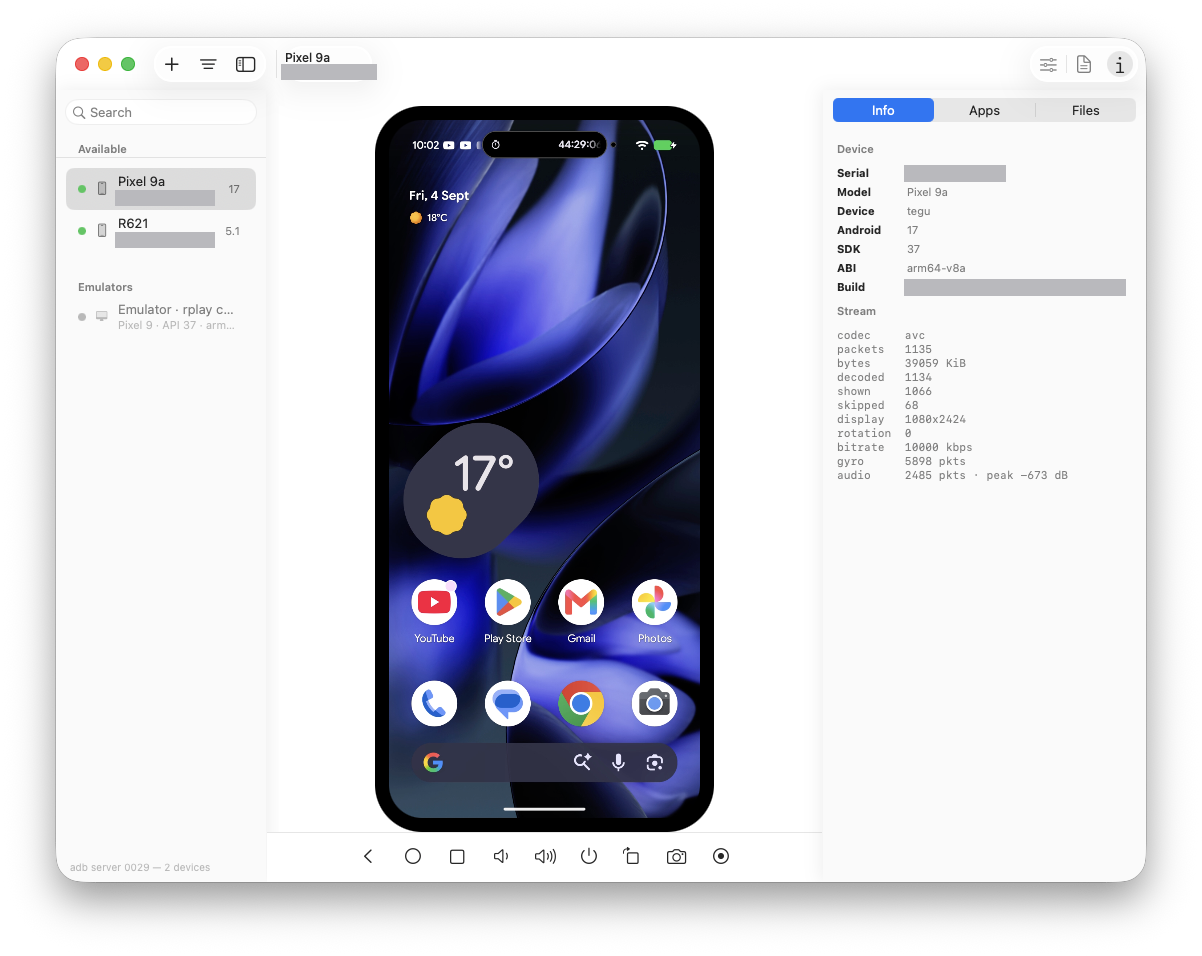 Pixel 9a
Search
Available
Pixel 9a
17
R621
5.1
Emulators
Emulator · rplay c...
Pixel 9 · API 37 · arm...
adb server 0029 — 2 devices
10:02
44:29:0
Fri, 4 Sept
18°C
17°
YouTube
Play Store
Gmail
Photos
Info
Apps
Files
Device
Serial
Model Pixel 9a
Device tegu
Android 17
SDK 37
ABI arm64-v8a
Build
Stream
codec avc
packets 1135
bytes 39059 KiB
decoded 1134
shown 1066
skipped 68
display 1080x2424
rotation 0
bitrate 10000 kbps
gyro 5898 pkts
audio 2485 pkts · peak −673 dB